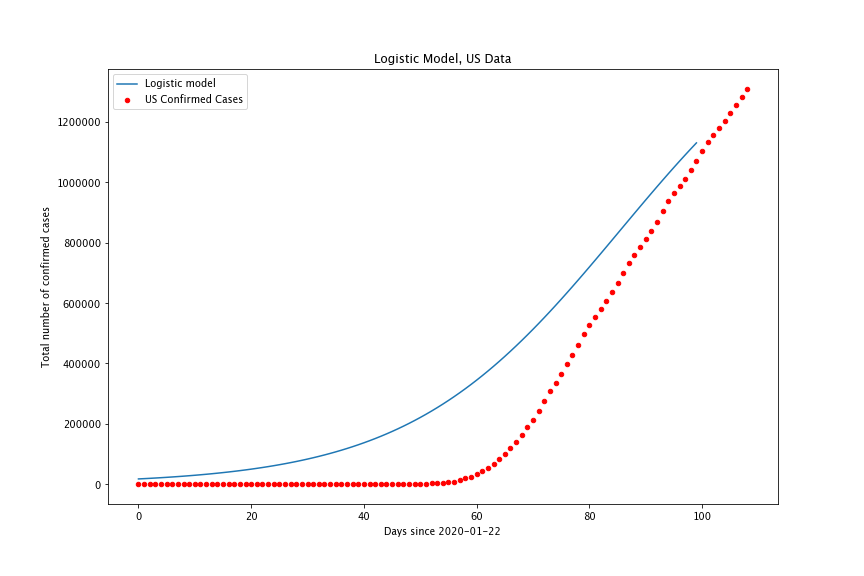 Logistic Model, US Data
Logistic model
US Confirmed Cases
1200000
1000000
800000
600000
400000
200000
0
Total number of confirmed cases
0 20 40 60 80 100
Days since 2020-01-22